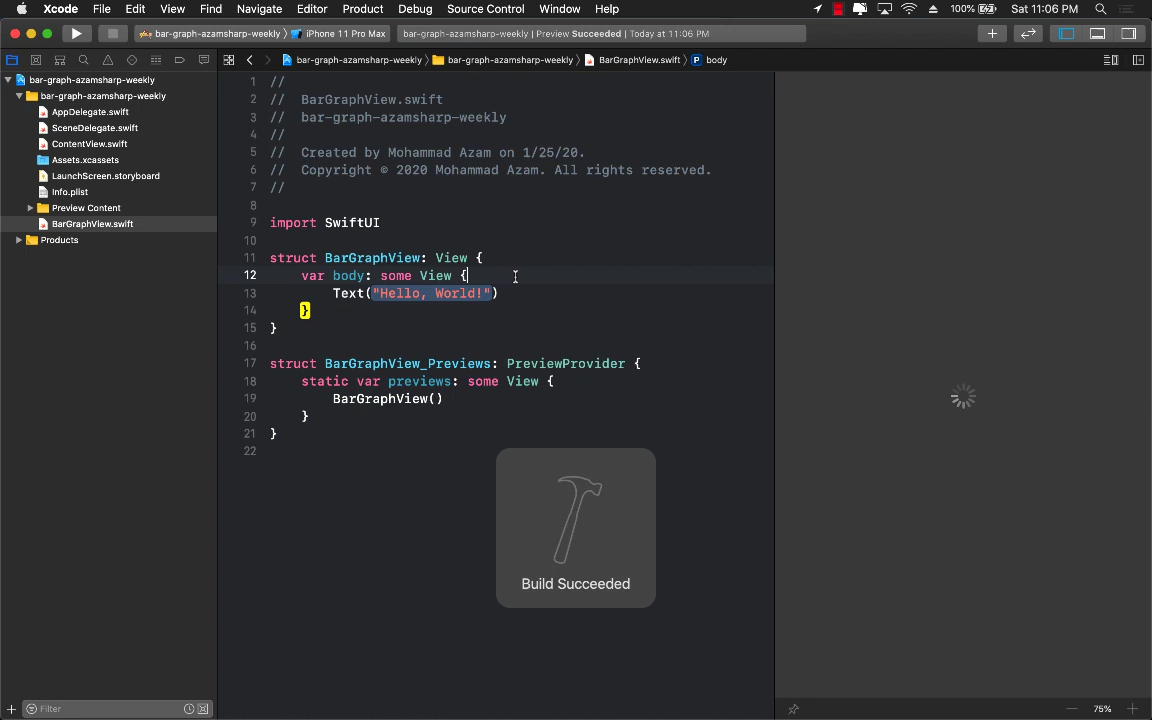 Xcode File Edit View Find Navigate Editor Product Debug Source Control Window Help 100% Sat 11:06 PM
bar-graph-azamsharp-weekly 〉 iPhone 11 Pro Max bar-graph-azamsharp-weekly | Preview Succeeded | Today at 11:06 PM
bar-graph-azamsharp-weekly 〉 bar-graph-azamsharp-weekly 〉 BarGraphView.swift 〉 P body
bar-graph-azamsharp-weekly
bar-graph-azamsharp-weekly
AppDelegate.swift
SceneDelegate.swift
ContentView.swift
Assets.xcassets
LaunchScreen.storyboard
Info.plist
Preview Content
BarGraphView.swift
Products
1 //
2 //  BarGraphView.swift
3 //  bar-graph-azamsharp-weekly
4 //
5 //  Created by Mohammad Azam on 1/25/20.
6 //  Copyright © 2020 Mohammad Azam. All rights reserved.
7 //
8
9 import SwiftUI
10
11 struct BarGraphView: View {
12     var body: some View {
13         Text("Hello, World!")
14     }
15 }
16
17 struct BarGraphView_Previews: PreviewProvider {
18     static var previews: some View {
19         BarGraphView()
20     }
21 }
22
Build Succeeded
Filter
75%